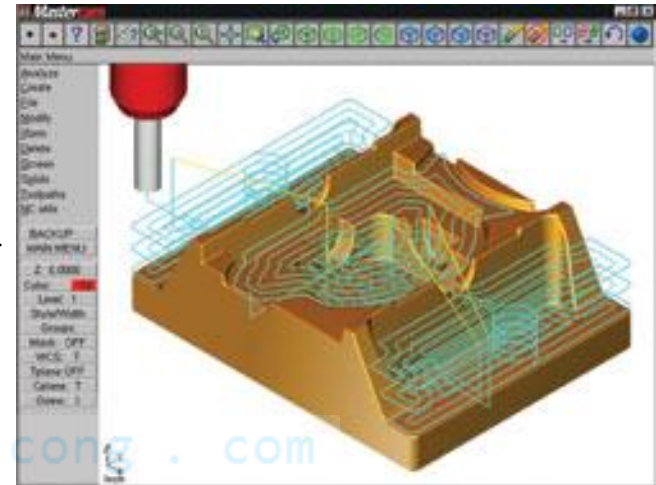 Mastercam
Main Menu
Analyze
Create
File
Modify
Xform
Delete
Screen
Solids
Toolpaths
NC utils
BACKUP
MAIN MENU
Z: 0.0000
Color:
Level: 1
Style/Width
Groups
Mask: OFF
WCS: T
Tplane: OFF
Cplane: T
Gview: I
cong . com